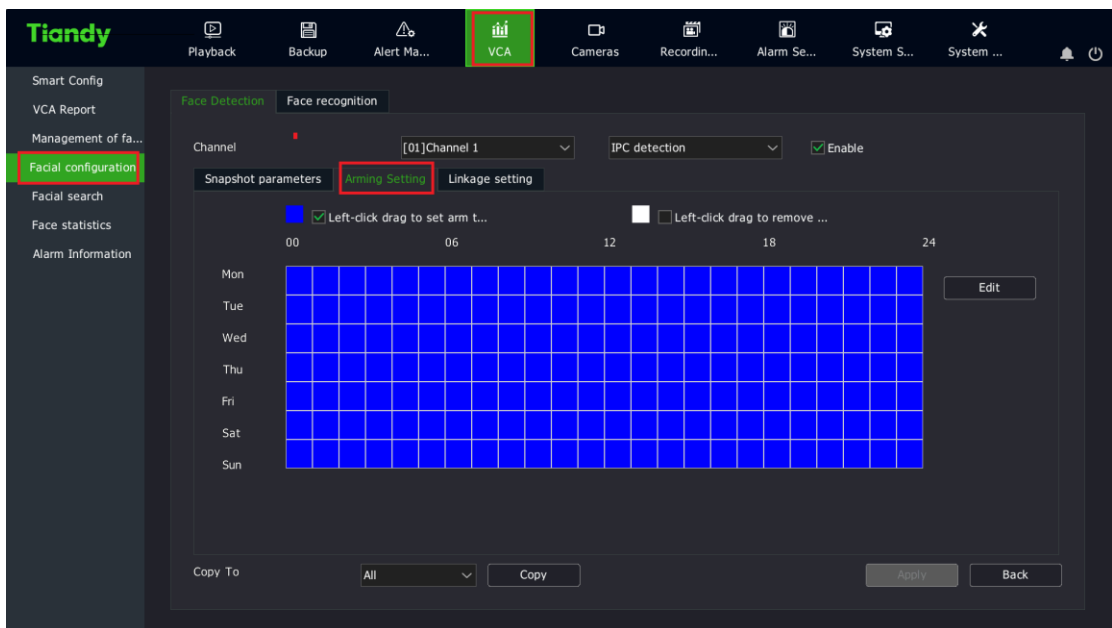 Tiandy
Playback
Backup
Alert Ma...
VCA
Cameras
Recordin...
Alarm Se...
System S...
System ...
Smart Config
VCA Report
Management of fa...
Facial configuration
Facial search
Face statistics
Alarm Information
Face Detection Face recognition
Channel [01]Channel 1 IPC detection Enable
Snapshot parameters Arming Setting Linkage setting
Left-click drag to set arm t... Left-click drag to remove ...
00 06 12 18 24
Mon
Edit
Tue
Wed
Thu
Fri
Sat
Sun
Copy To All Copy Apply Back